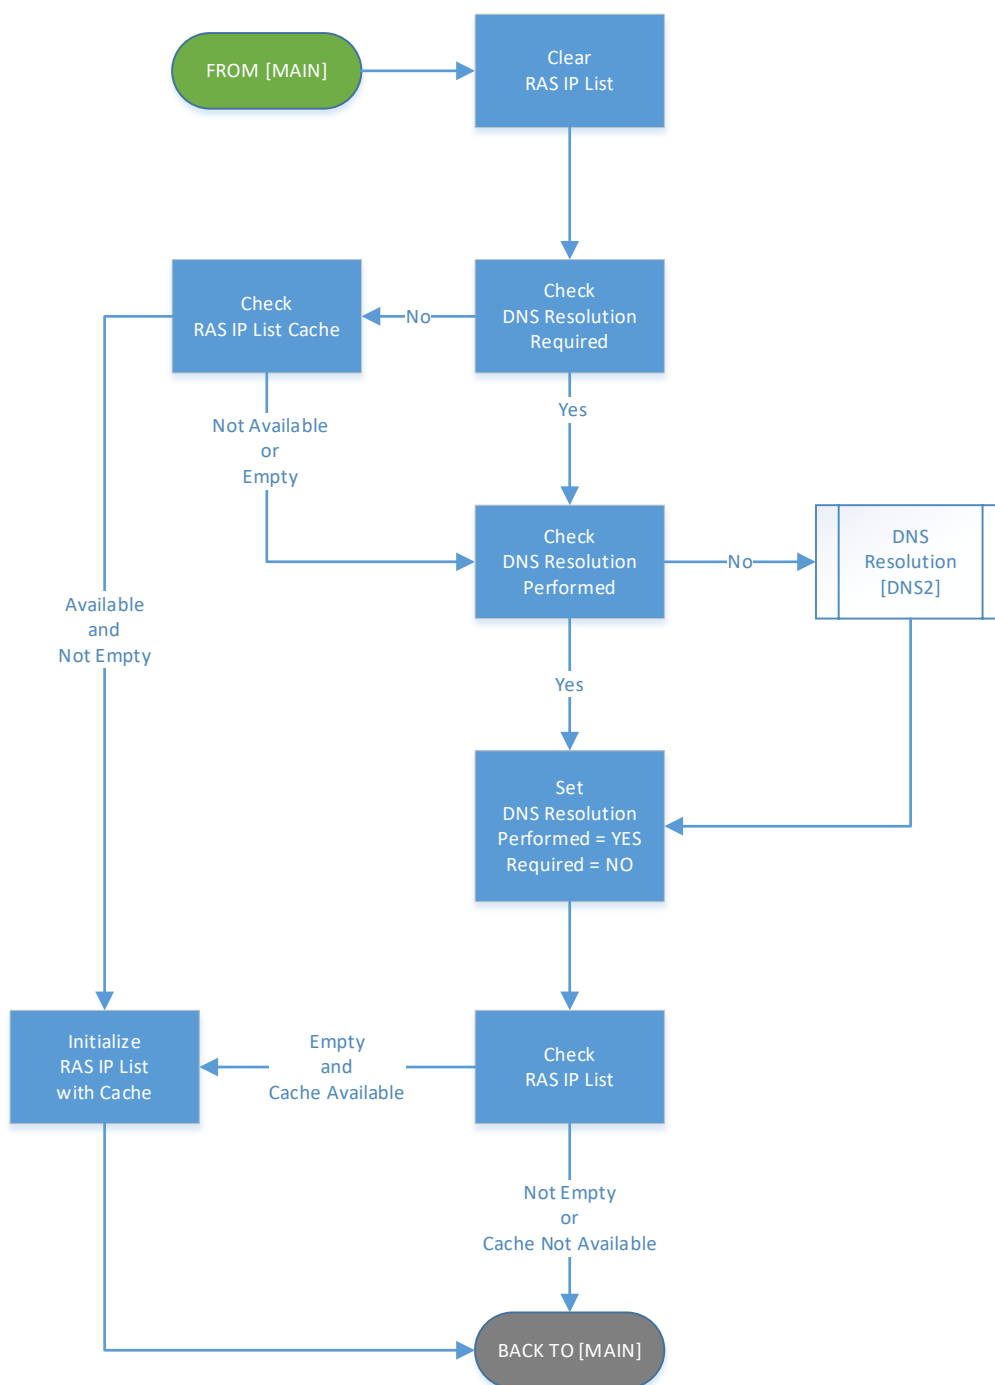 FROM [MAIN]
Clear
RAS IP List
Check
RAS IP List Cache
No
Check
DNS Resolution
Required
Not Available
or
Empty
Yes
Check
DNS Resolution
Performed
No
DNS
Resolution
[DNS2]
Available
and
Not Empty
Yes
Set
DNS Resolution
Performed = YES
Required = NO
Initialize
RAS IP List
with Cache
Empty
and
Cache Available
Check
RAS IP List
Not Empty
or
Cache Not Available
BACK TO [MAIN]